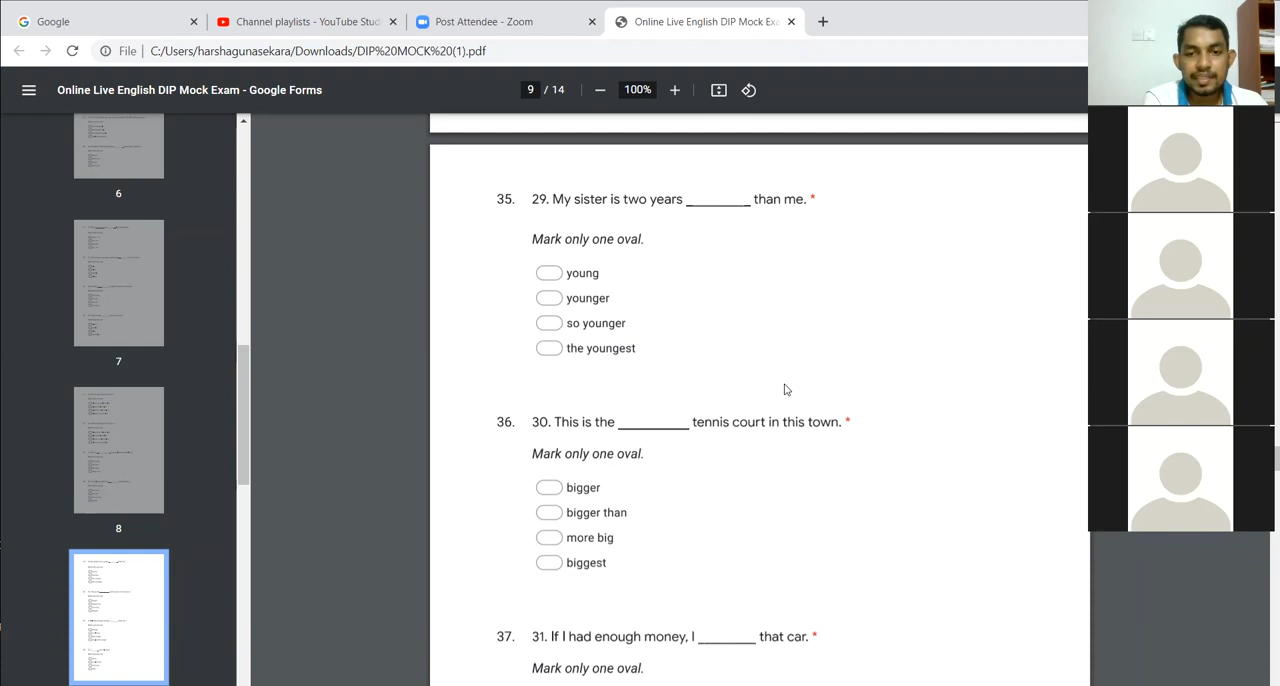 Google
Channel playlists - YouTube Stud
Post Attendee - Zoom
Online Live English DIP Mock Exa
File | C:/Users/harshagunasekara/Downloads/DIP%20MOCK%20(1).pdf
Online Live English DIP Mock Exam - Google Forms
9 / 14
100%
6
7
8
35. 29. My sister is two years _________ than me. *
Mark only one oval.
young
younger
so younger
the youngest
36. 30. This is the __________ tennis court in this town. *
Mark only one oval.
bigger
bigger than
more big
biggest
37. 31. If I had enough money, I ________ that car. *
Mark only one oval.